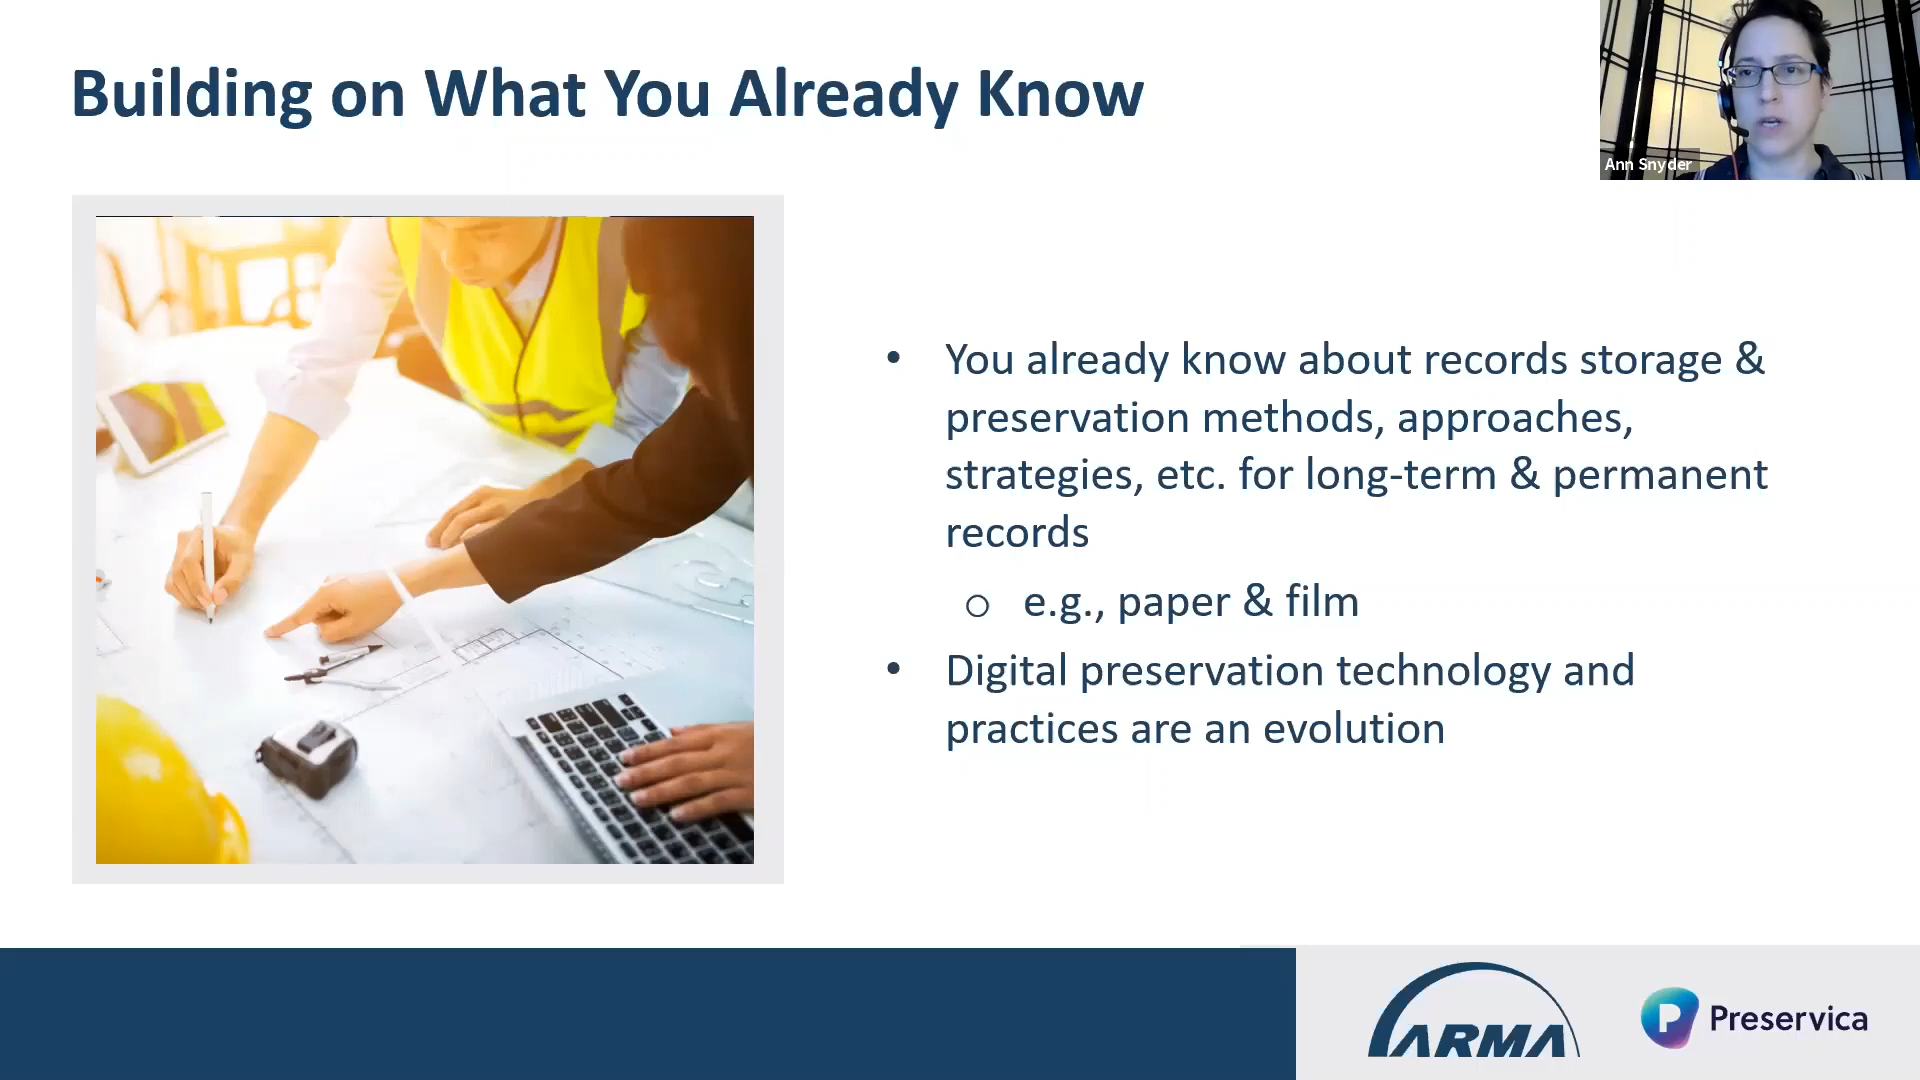 Building on What You Already Know
Ann Snyder
• You already know about records storage &
preservation methods, approaches,
strategies, etc. for long-term & permanent
records
o e.g., paper & film
• Digital preservation technology and
practices are an evolution
ARMA
P Preservica